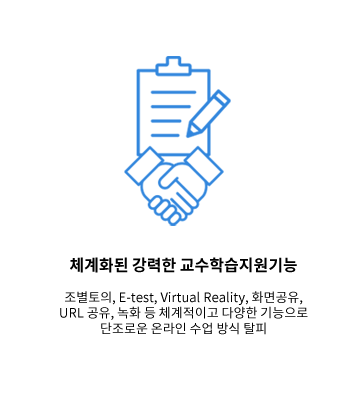 체계화된 강력한 교수학습지원기능
조별토의, E-test, Virtual Reality, 화면공유,
URL 공유, 녹화 등 체계적이고 다양한 기능으로
단조로운 온라인 수업 방식 탈피